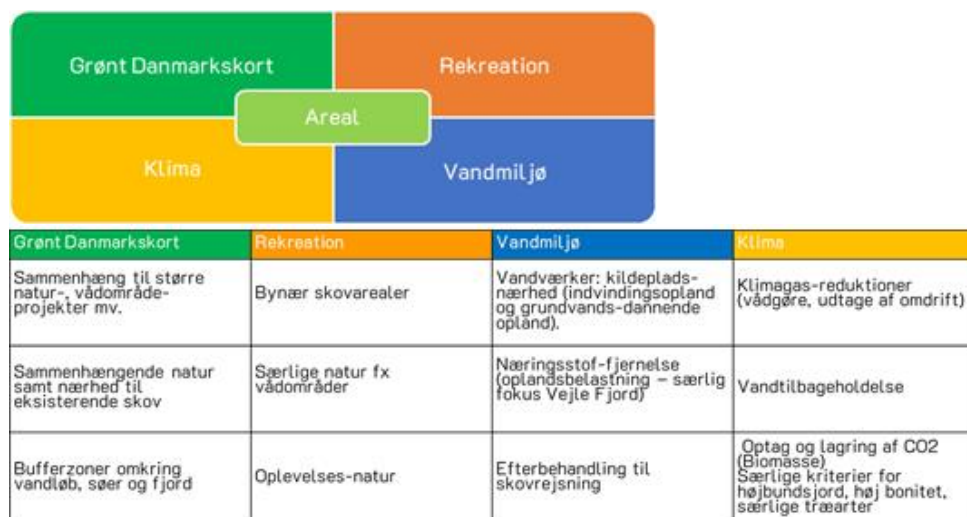 Grønt Danmarkskort
Rekreation
Areal
Klima
Vandmiljø
Grønt Danmarkskort
Rekreation
Vandmiljø
Klima
Sammenhæng til større
natur-, vådområde-
projekter mv.
Bynær skovarealer
Vandværker: kildeplads-
nærhed (indvindingsopland
og grundvands-dannende
opland).
Klimagas-reduktioner
(vådgøre, udtage af omdrift)
Sammenhængende natur
samt nærhed til
eksisterende skov
Særlige natur fx
vådområder
Næringsstof-fjernelse
(oplandsbelastning – særlig
fokus Vejle Fjord)
Vandtilbageholdelse
Bufferzoner omkring
vandløb, søer og fjord
Oplevelses-natur
Efterbehandling til
skovrejsning
Optag og lagring af CO2
(Biomasse)
Særlige kriterier for
højbundsjord, høj bonitet,
særlige træarter